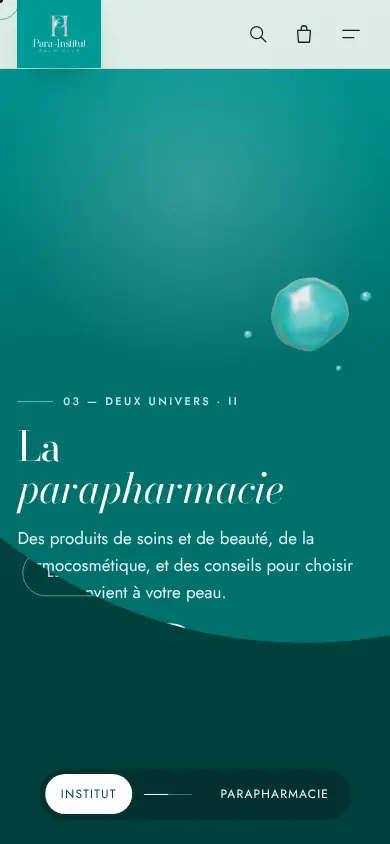 Para-Institut
03 — DEUX UNIVERS · II
La
parapharmacie
Des produits de soins et de beauté, de la
mocosmétique, et des conseils pour choisir
vient à votre peau.
INSTITUT
PARAPHARMACIE